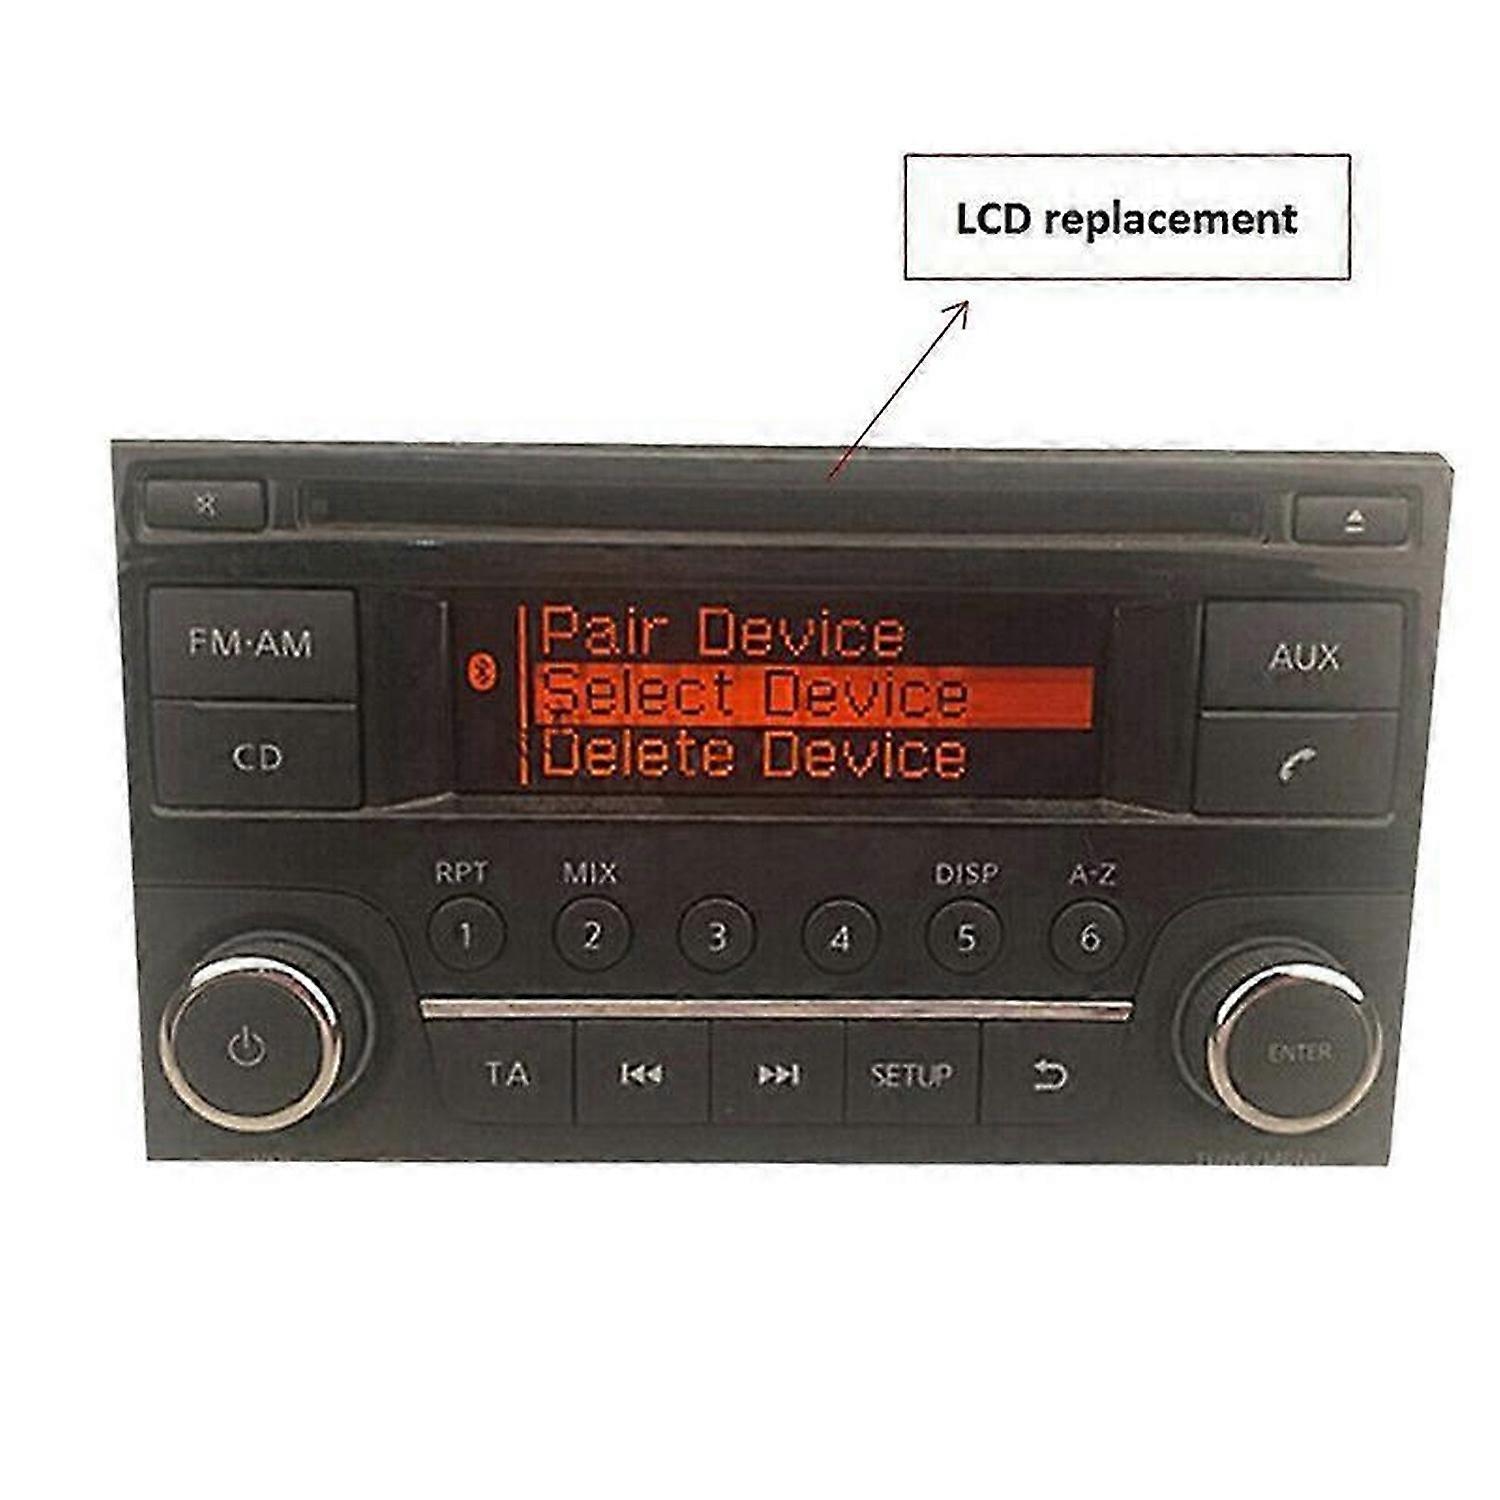 LCD replacement
FM·AM
Pair Device
AUX
Select Device
CD
Delete Device
RPT MIX DISP A-Z
1 2 3 4 5 6
TA SETUP
ENTER